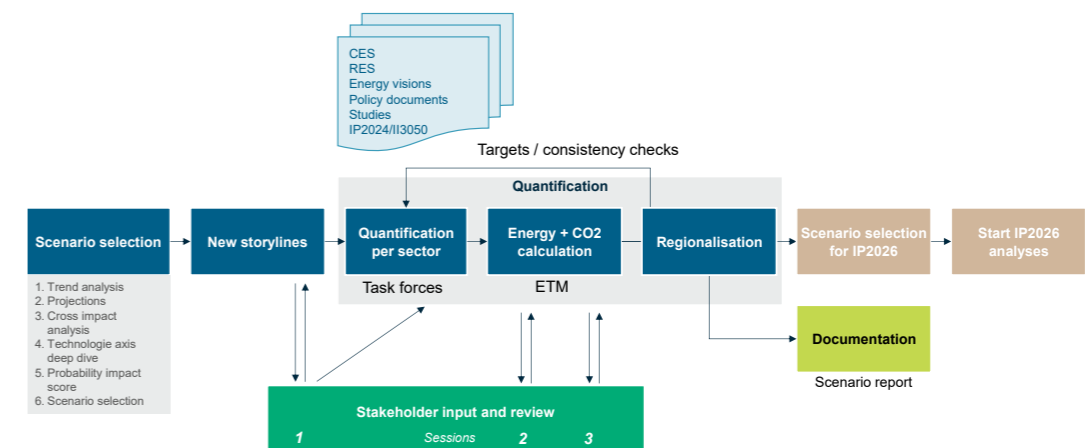 CES
RES
Energy visions
Policy documents
Studies
IP2024/II3050
Targets / consistency checks
Quantification
Scenario selection
New storylines
Quantification
per sector
Energy + CO2
calculation
Regionalisation
Scenario selection
for IP2026
Start IP2026
analyses
Task forces
ETM
1. Trend analysis
2. Projections
3. Cross impact
analysis
4. Technologie axis
deep dive
5. Probability impact
score
6. Scenario selection
Documentation
Scenario report
Stakeholder input and review
1 Sessions 2 3